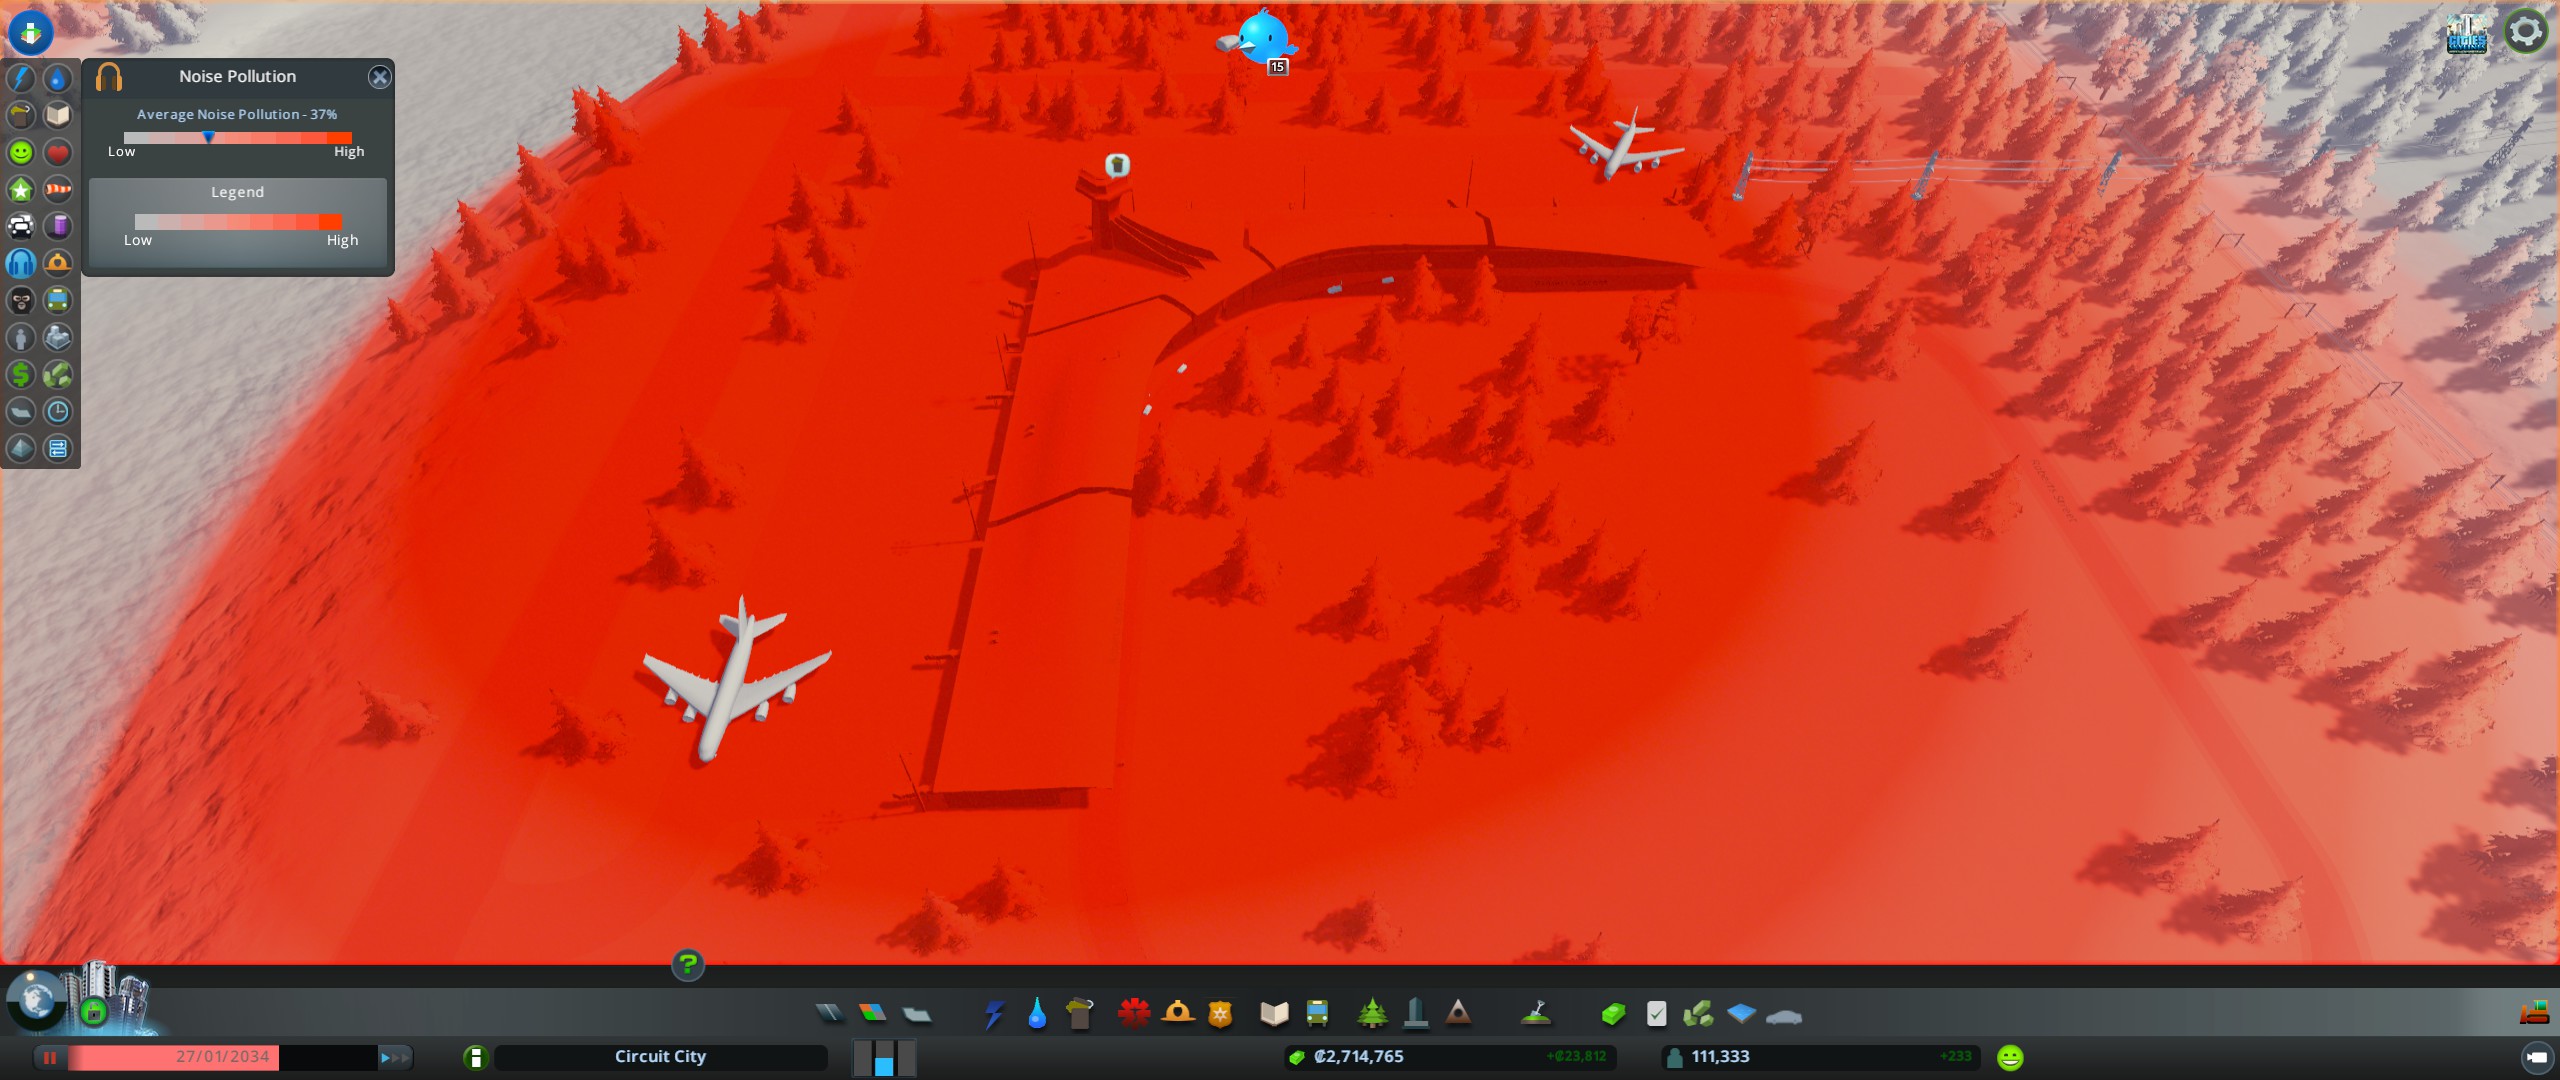 15
CITIES
Noise Pollution
Average Noise Pollution - 37%
Low High
Legend
Low High
?
27/01/2034
Circuit City
₡2,714,765 +₡23,812
111,333 +233